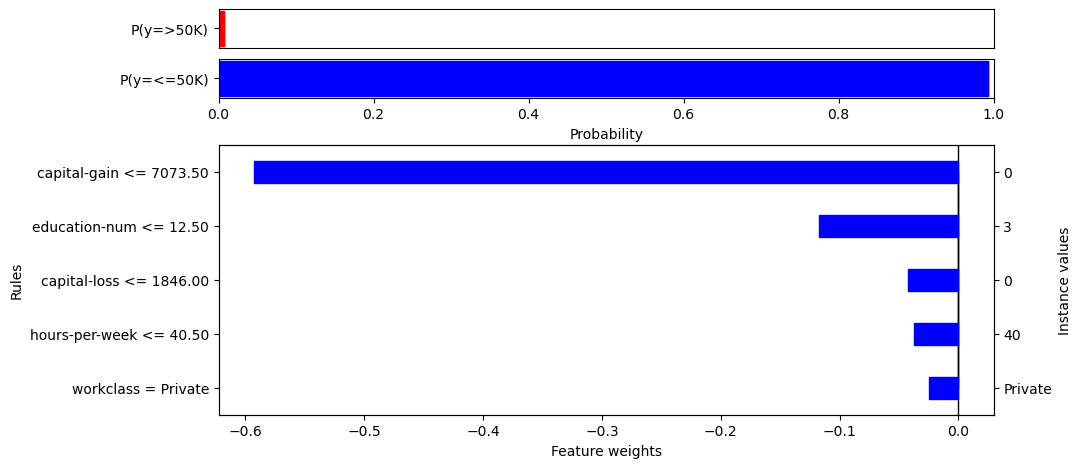 P(y=>50K)
P(y=<=50K)
0.0 0.2 0.4 0.6 0.8 1.0
Probability
capital-gain <= 7073.50 0
education-num <= 12.50 3
capital-loss <= 1846.00 0
hours-per-week <= 40.50 40
workclass = Private Private
Rules
Instance values
−0.6 −0.5 −0.4 −0.3 −0.2 −0.1 0.0
Feature weights